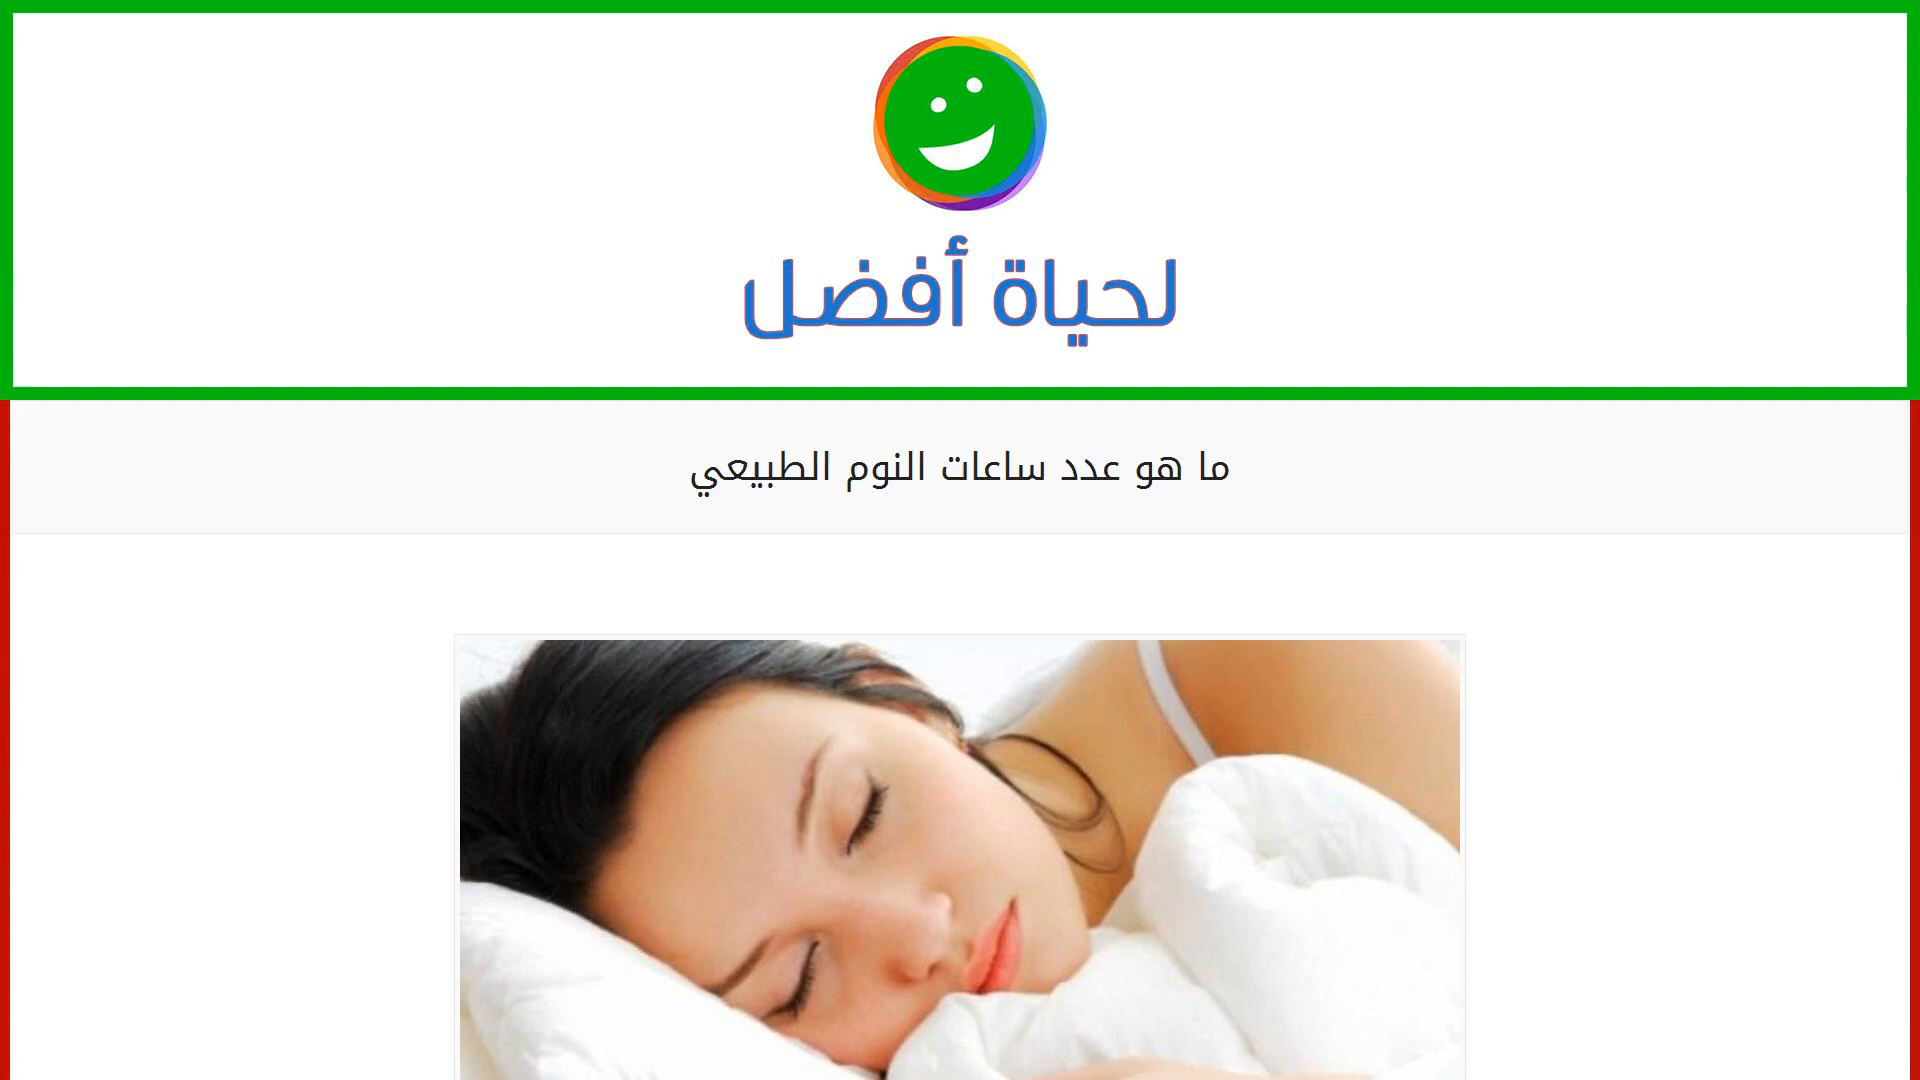 لحياة أفضل
ما هو عدد ساعات النوم الطبيعي